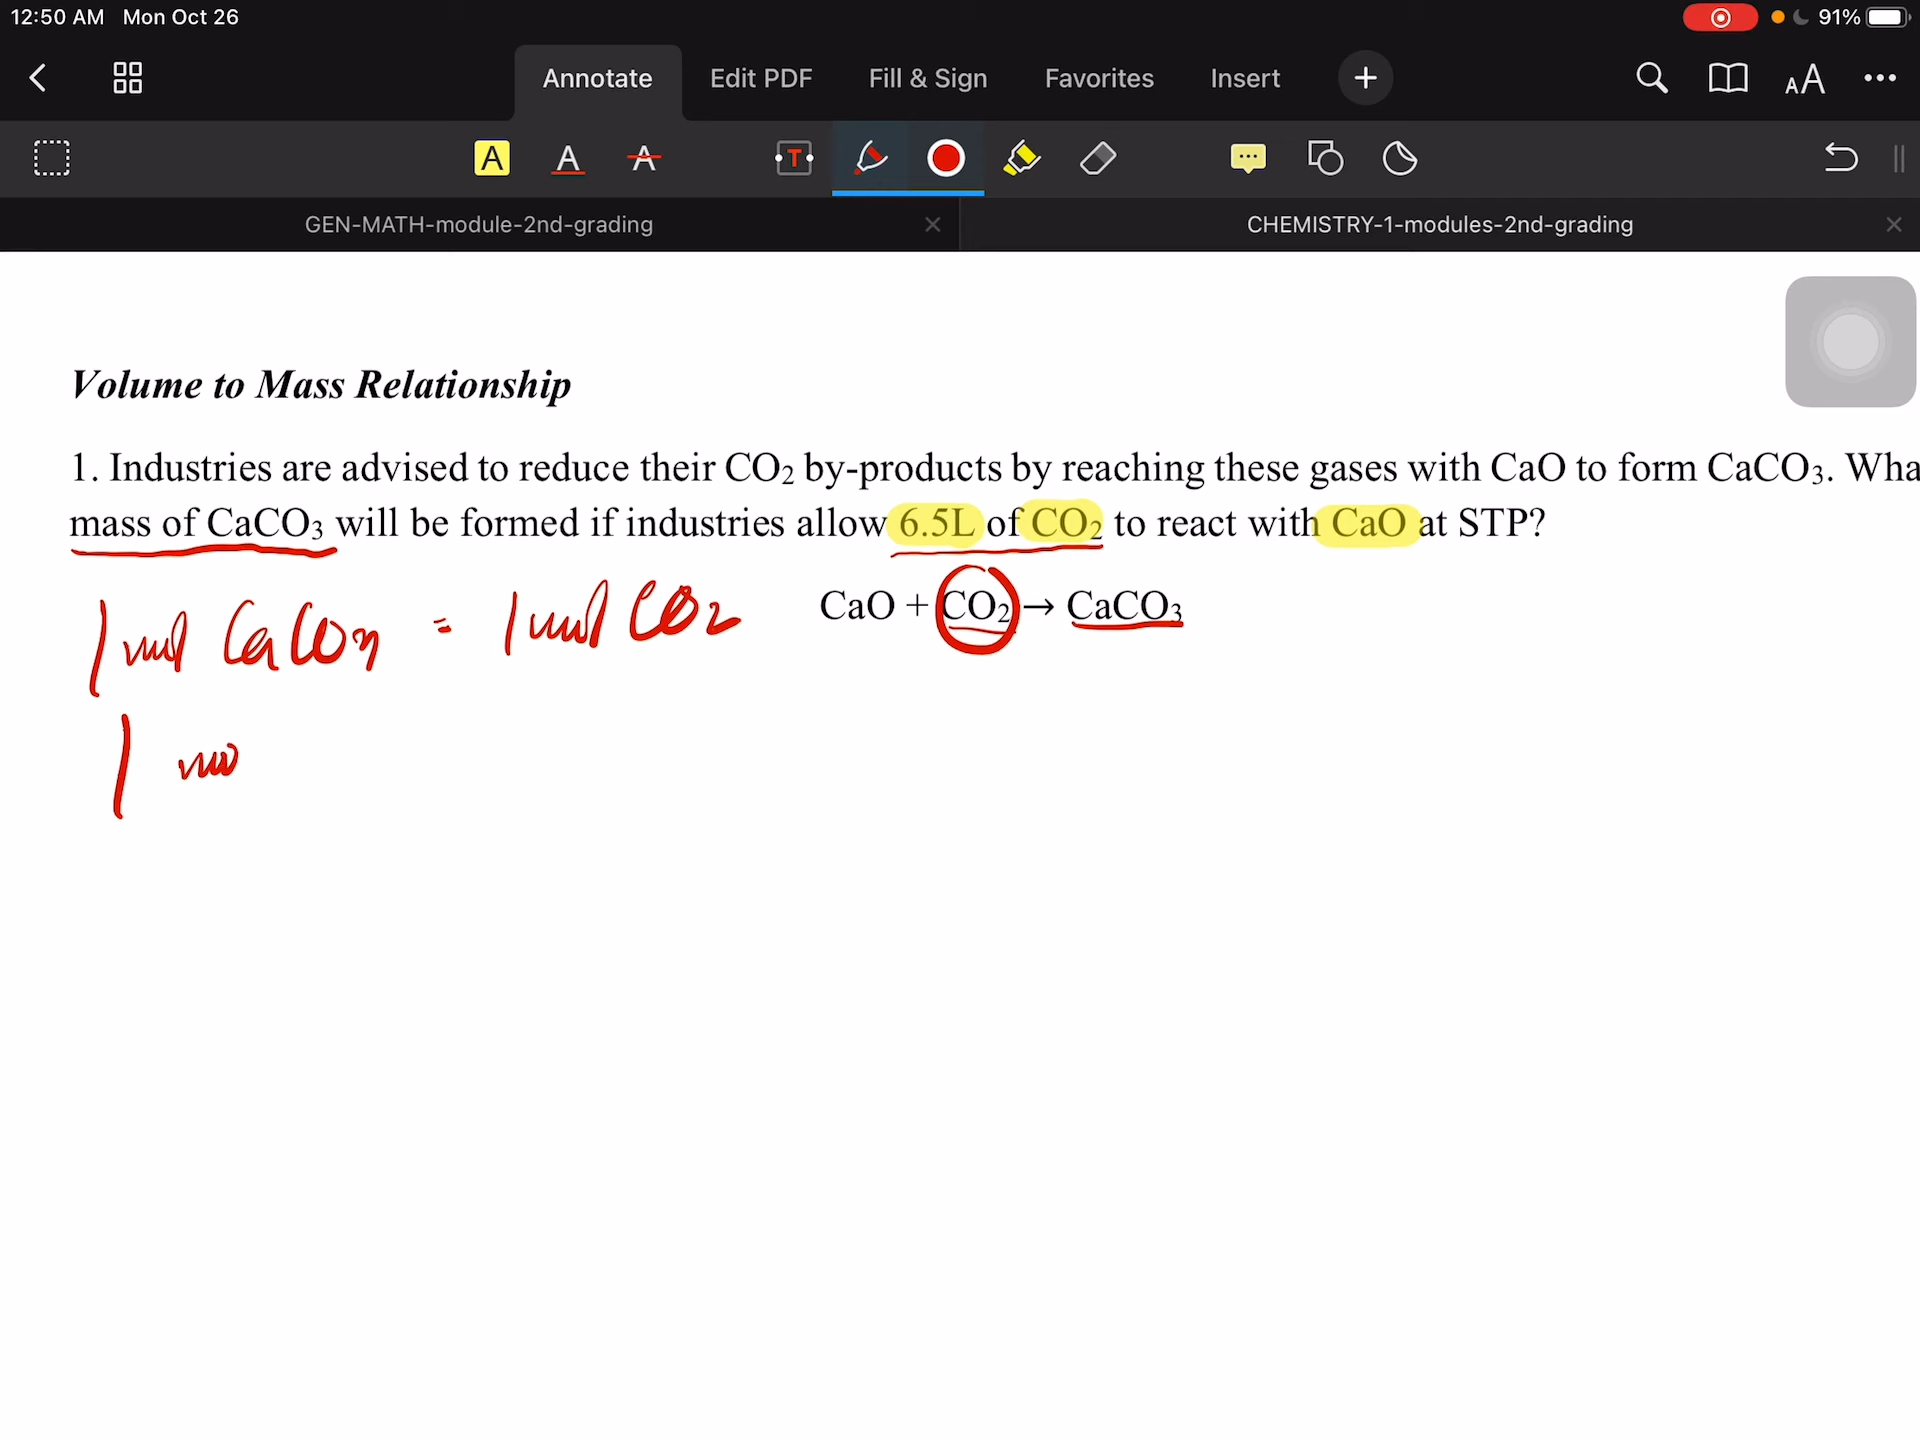 12:50 AM Mon Oct 26
91%
Annotate Edit PDF Fill & Sign Favorites Insert
AA
A A A T
GEN-MATH-module-2nd-grading
CHEMISTRY-1-modules-2nd-grading
Volume to Mass Relationship
1. Industries are advised to reduce their CO₂ by-products by reaching these gases with CaO to form CaCO₃. Wha
mass of CaCO₃ will be formed if industries allow 6.5L of CO₂ to react with CaO at STP?
CaO + CO₂ → CaCO₃
1 mol CaCO₃ = 1 mol CO₂
1 mo